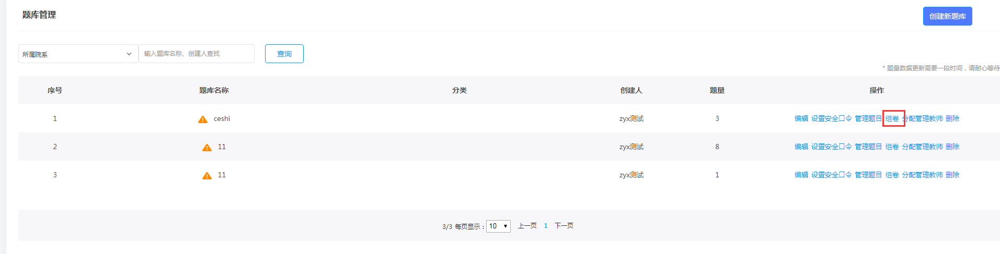 题库管理
创建新题库
所属院系 输入题库名称、创建人查找 查询
* 题量数据更新需要一段时间，请耐心等待
序号 题库名称 分类 创建人 题量 操作
1 ceshi zyx测试 3 编辑 设置安全口令 管理题目 组卷 分配管理教师 删除
2 11 zyx测试 8 编辑 设置安全口令 管理题目 组卷 分配管理教师 删除
3 11 zyx测试 1 编辑 设置安全口令 管理题目 组卷 分配管理教师 删除
3/3 每页显示：10 上一页 1 下一页